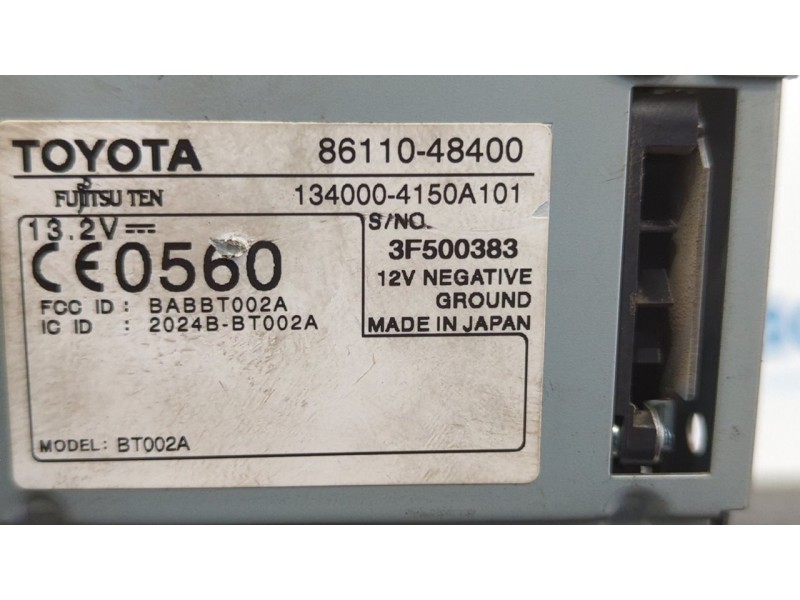 TOYOTA 86110-48400
FUJITSU TEN 134000-4150A101
13.2V⎓ S/NO.
CE0560 3F500383
12V NEGATIVE
FCC ID : BABBT002A GROUND
IC ID : 2024B-BT002A MADE IN JAPAN
MODEL: BT002A